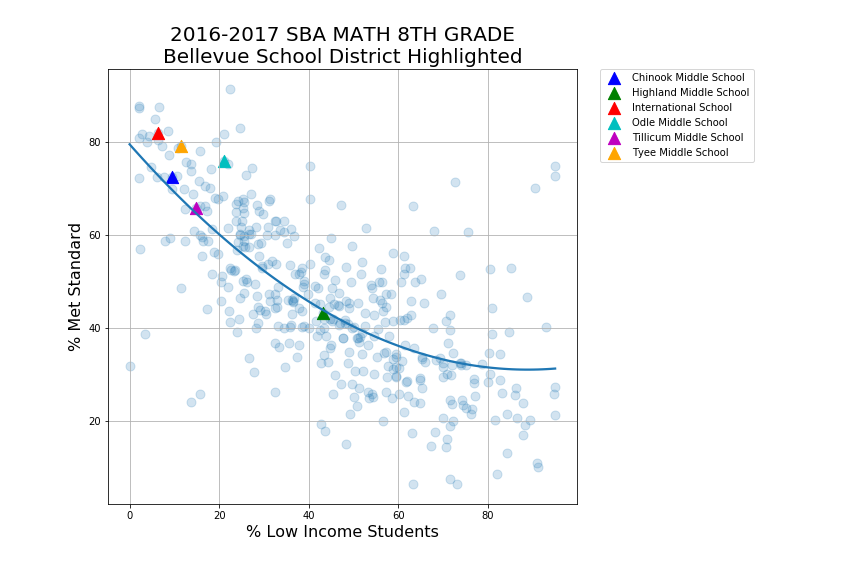 2016-2017 SBA MATH 8TH GRADE
Bellevue School District Highlighted
Chinook Middle School
Highland Middle School
International School
Odle Middle School
Tillicum Middle School
Tyee Middle School
% Met Standard
80
60
40
20
0
20
40
60
80
% Low Income Students